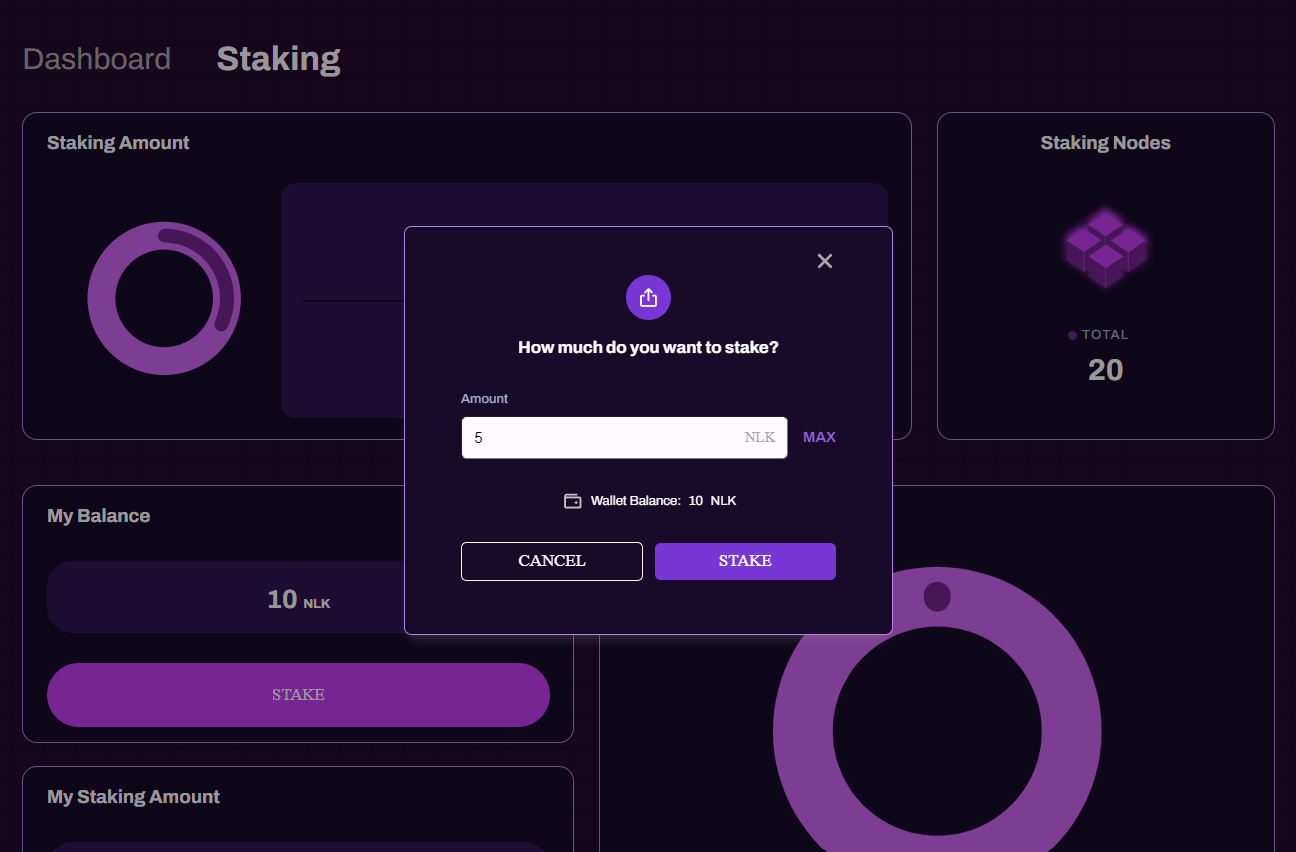 Dashboard Staking
Staking Amount
Staking Nodes
TOTAL
20
How much do you want to stake?
Amount
5 NLK MAX
Wallet Balance: 10 NLK
CANCEL STAKE
My Balance
10 NLK
STAKE
My Staking Amount